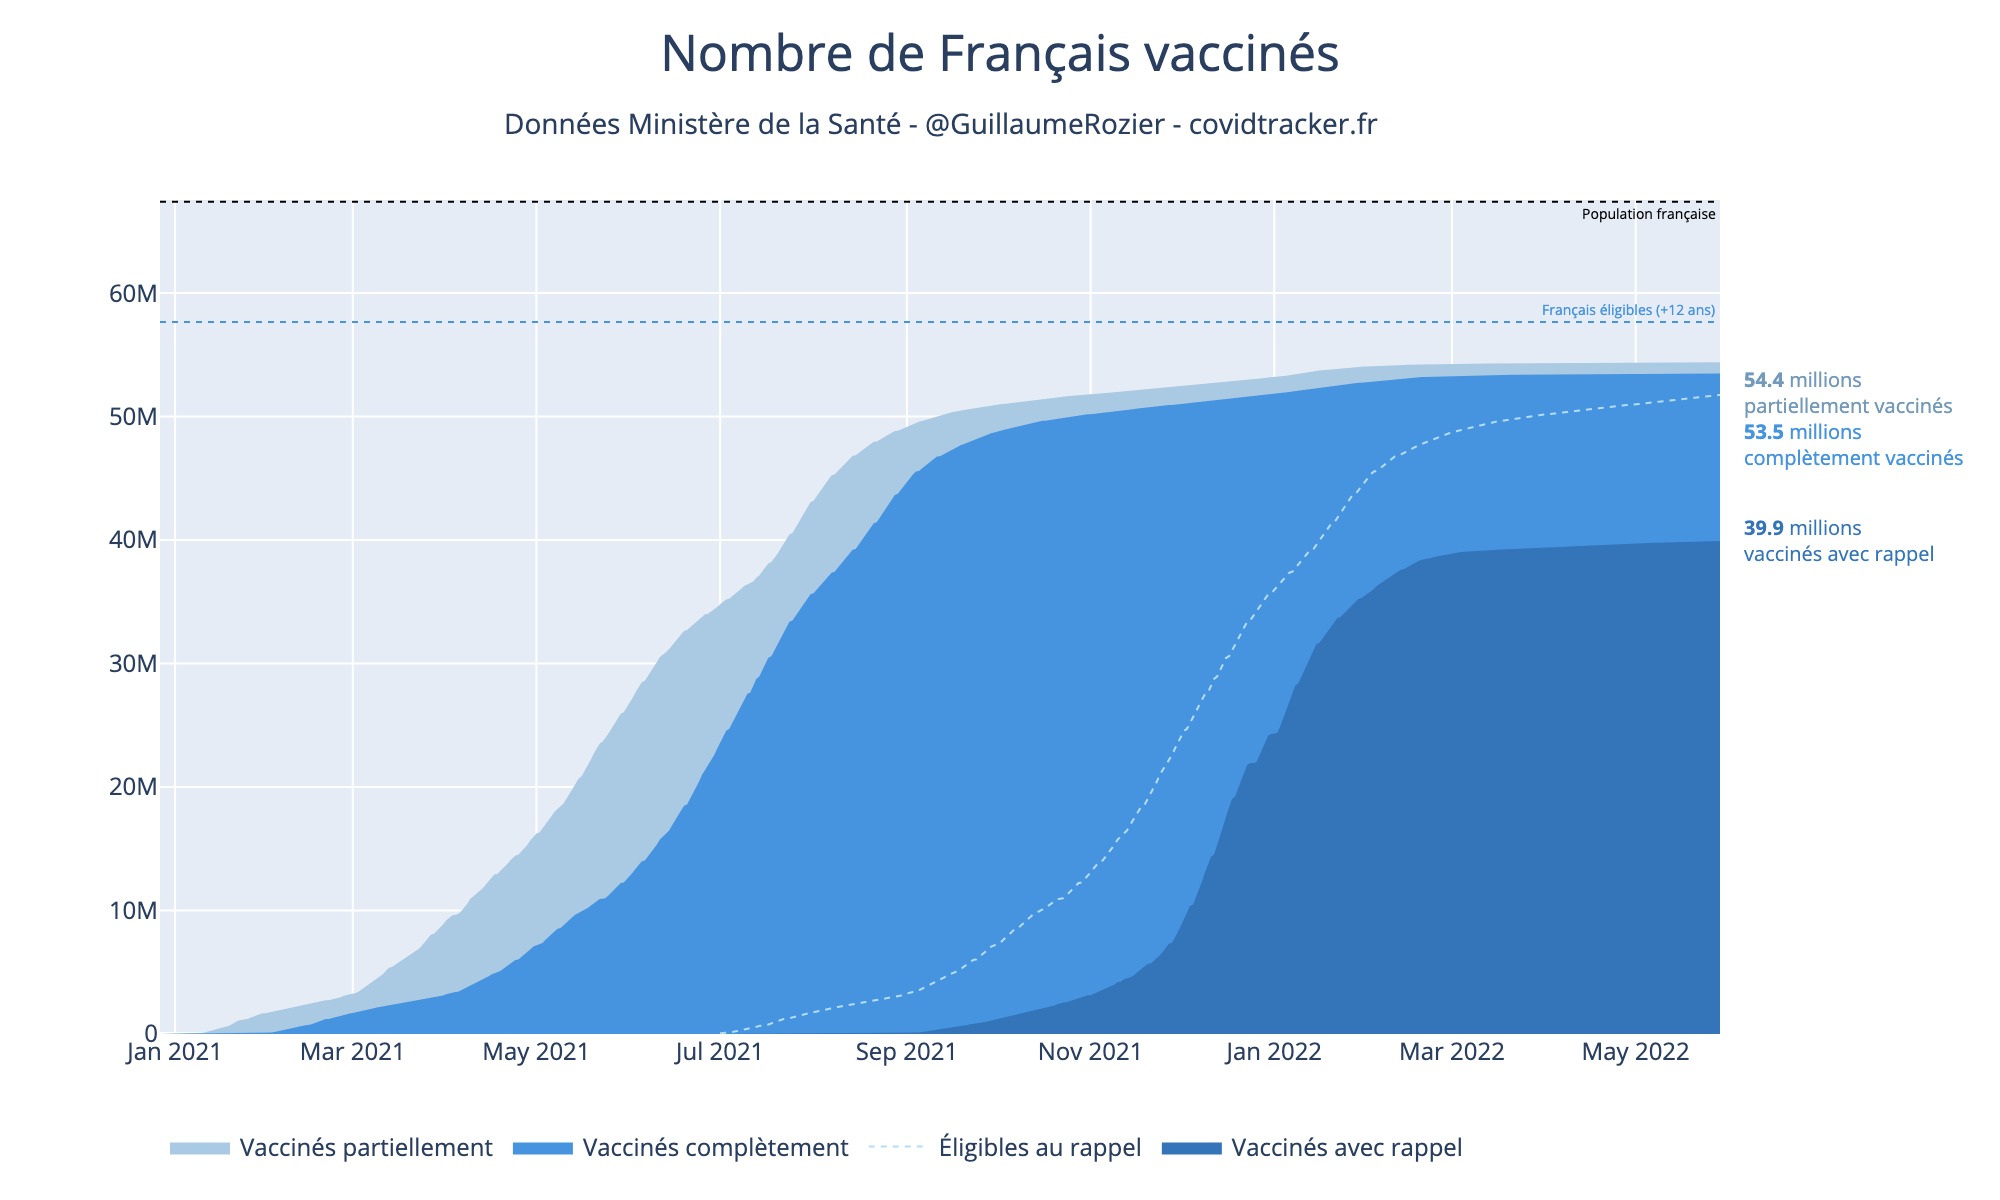 Nombre de Français vaccinés
Données Ministère de la Santé - @GuillaumeRozier - covidtracker.fr
Population française
60M
Français éligibles (+12 ans)
54.4 millions
partiellement vaccinés
50M
53.5 millions
complètement vaccinés
39.9 millions
vaccinés avec rappel
40M
30M
20M
10M
0
Jan 2021 Mar 2021 May 2021 Jul 2021 Sep 2021 Nov 2021 Jan 2022 Mar 2022 May 2022
Vaccinés partiellement Vaccinés complètement Éligibles au rappel Vaccinés avec rappel